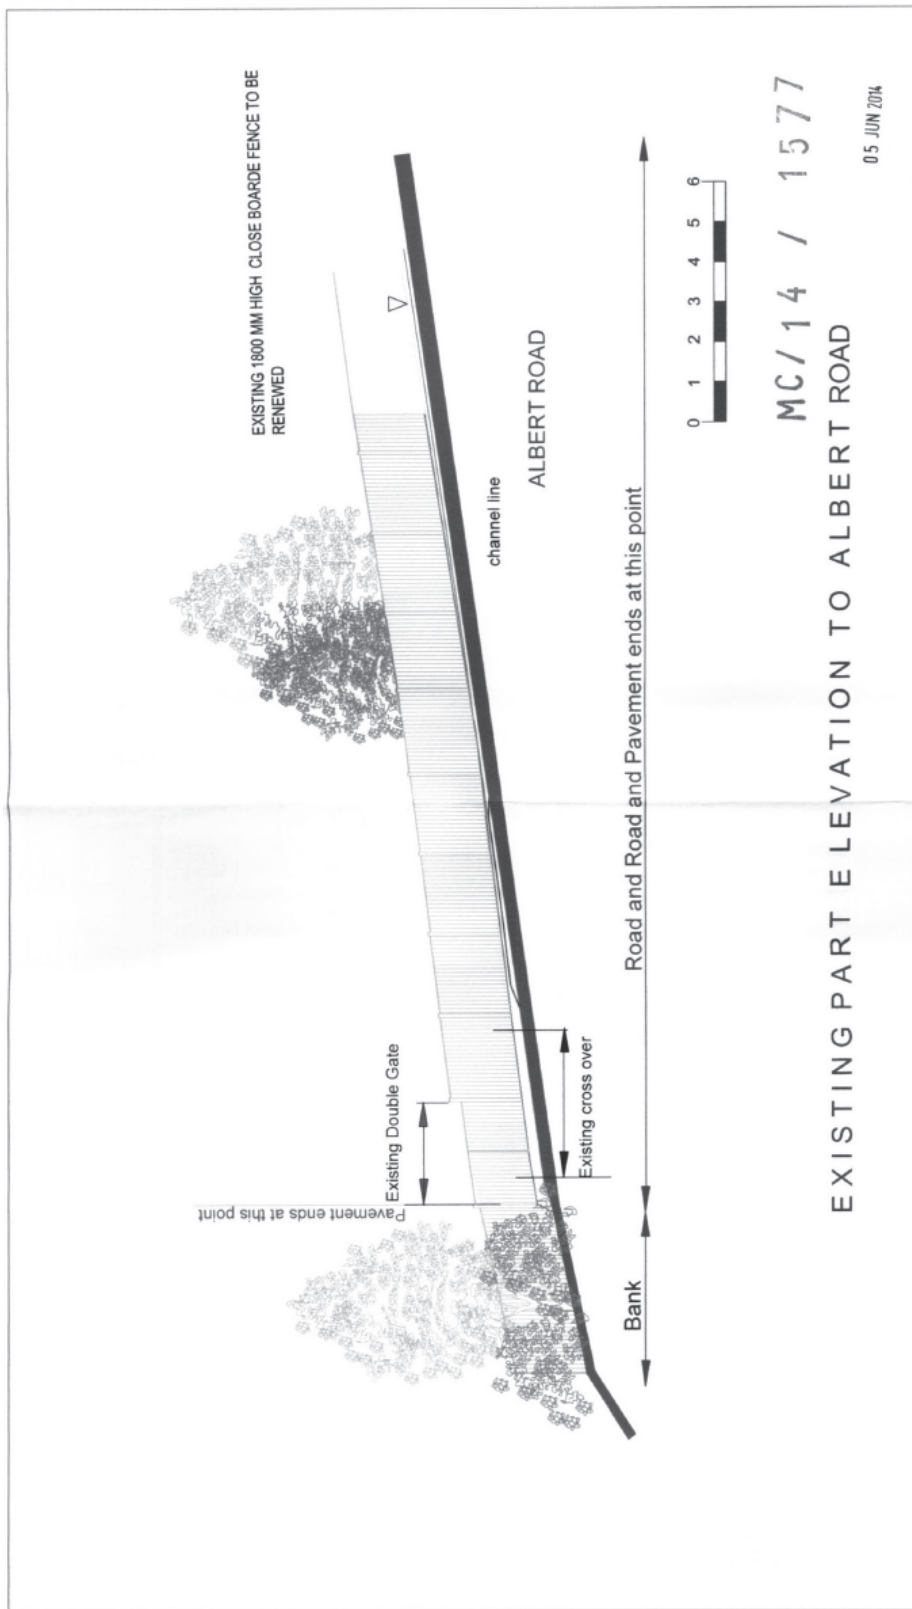 EXISTING 1800 MM HIGH CLOSE BOARDE FENCE TO BE
RENEWED
Pavement ends at this point
Existing Double Gate
channel line
ALBERT ROAD
Existing cross over
Bank
Road and Road and Pavement ends at this point
0 1 2 3 4 5 6
MC/14 / 1577
EXISTING PART ELEVATION TO ALBERT ROAD
05 JUN 2014